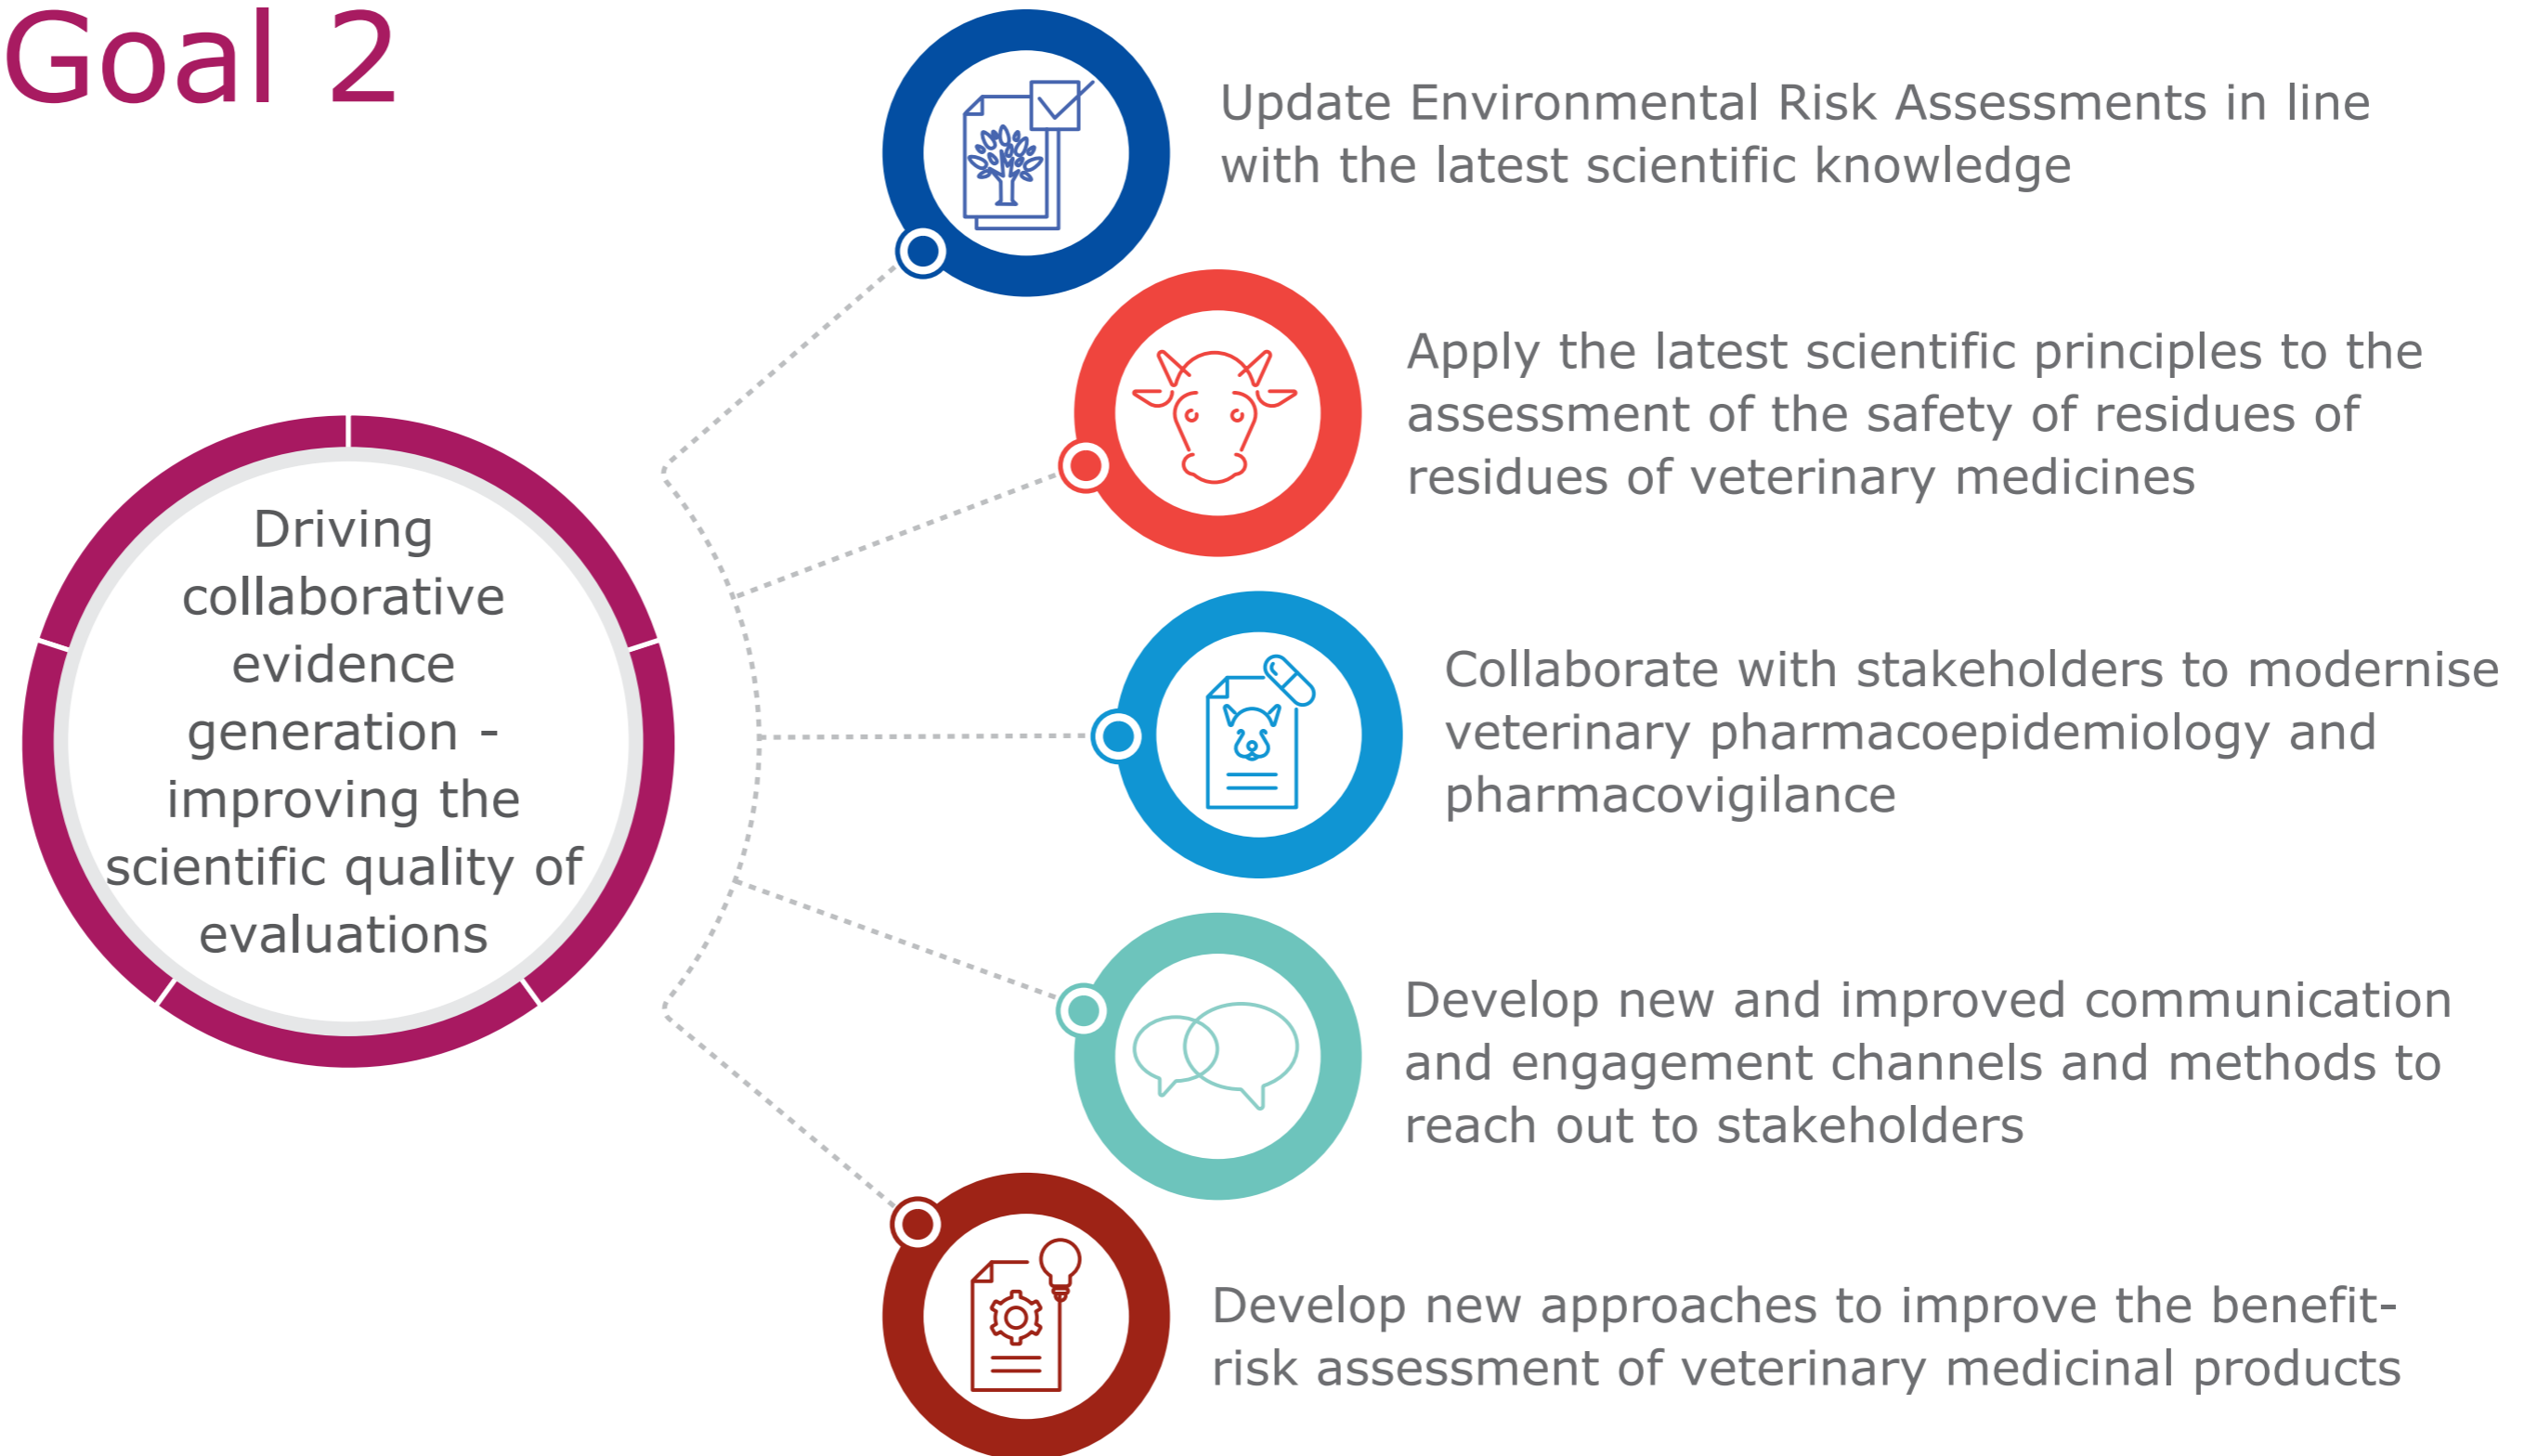 Goal 2
Driving
collaborative
evidence
generation -
improving the
scientific quality of
evaluations
Update Environmental Risk Assessments in line
with the latest scientific knowledge
Apply the latest scientific principles to the
assessment of the safety of residues of
residues of veterinary medicines
Collaborate with stakeholders to modernise
veterinary pharmacoepidemiology and
pharmacovigilance
Develop new and improved communication
and engagement channels and methods to
reach out to stakeholders
Develop new approaches to improve the benefit-
risk assessment of veterinary medicinal products